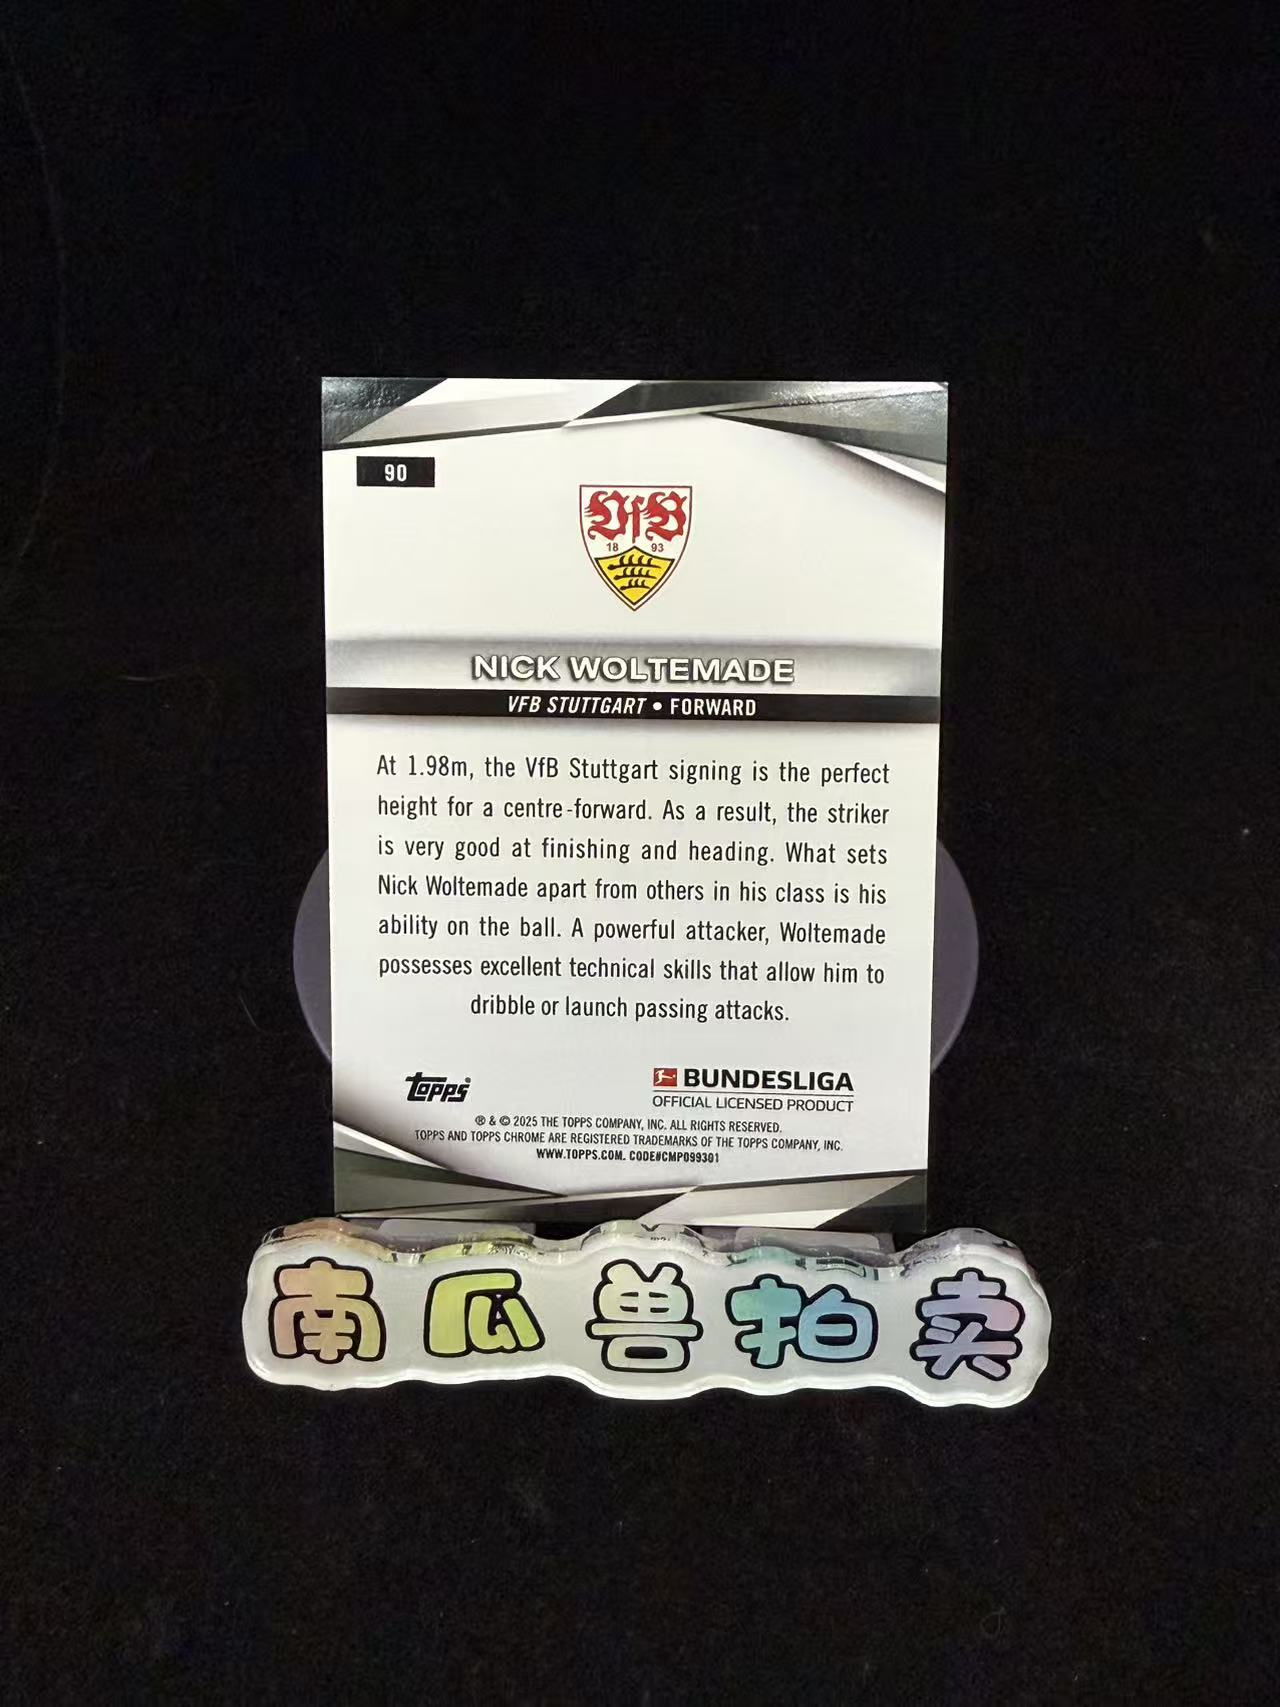 90
VfB
18 93
NICK WOLTEMADE
VFB STUTTGART • FORWARD
At 1.98m, the VfB Stuttgart signing is the perfect
height for a centre-forward. As a result, the striker
is very good at finishing and heading. What sets
Nick Woltemade apart from others in his class is his
ability on the ball. A powerful attacker, Woltemade
possesses excellent technical skills that allow him to
dribble or launch passing attacks.
topps®
BUNDESLIGA
OFFICIAL LICENSED PRODUCT
® & © 2025 THE TOPPS COMPANY, INC. ALL RIGHTS RESERVED.
TOPPS AND TOPPS CHROME ARE REGISTERED TRADEMARKS OF THE TOPPS COMPANY, INC.
WWW.TOPPS.COM. CODE#CMP099301
南瓜兽拍卖